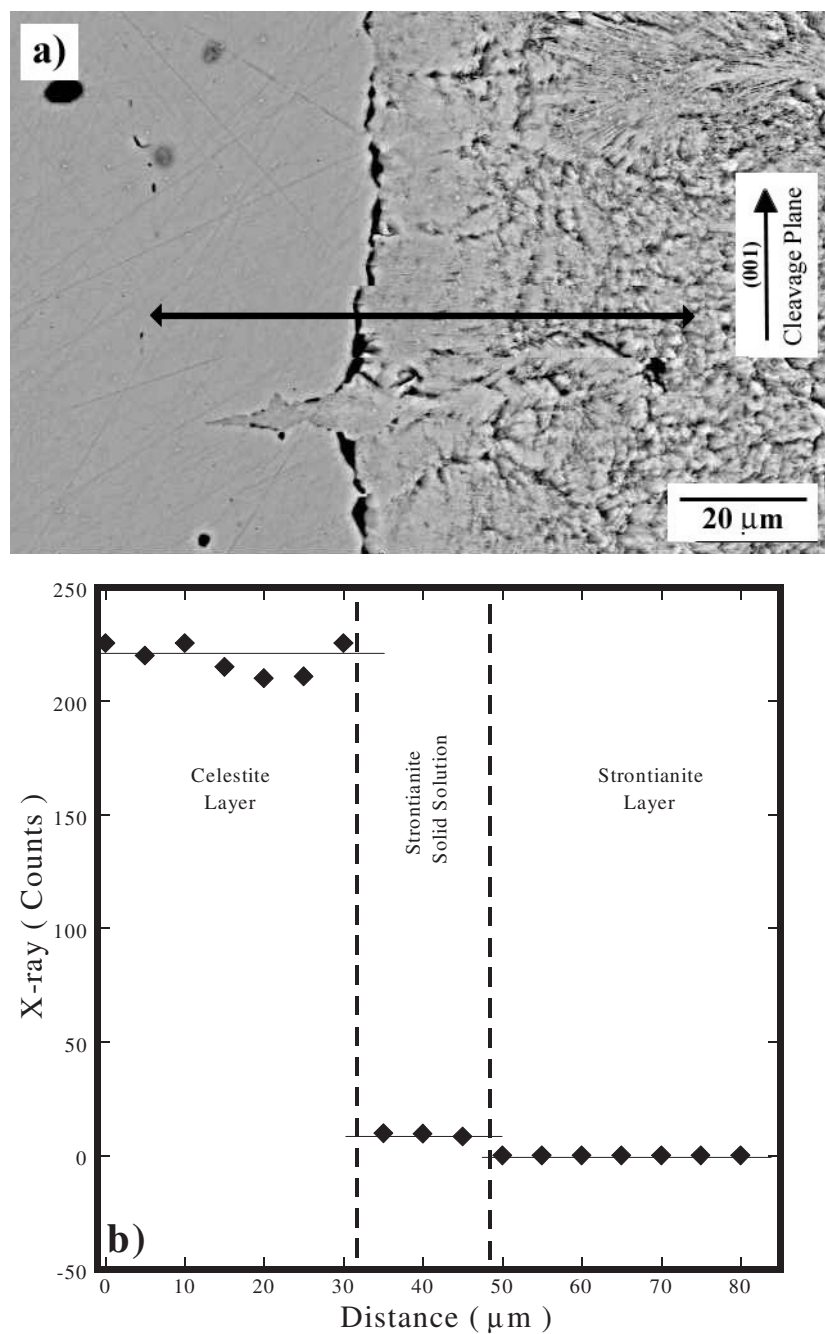 a)
(001)
Cleavage Plane
20 μm
250
200
150
100
50
0
-50
X-ray ( Counts )
Celestite
Layer
Strontianite
Solid Solution
Strontianite
Layer
b)
0 10 20 30 40 50 60 70 80
Distance ( μm )